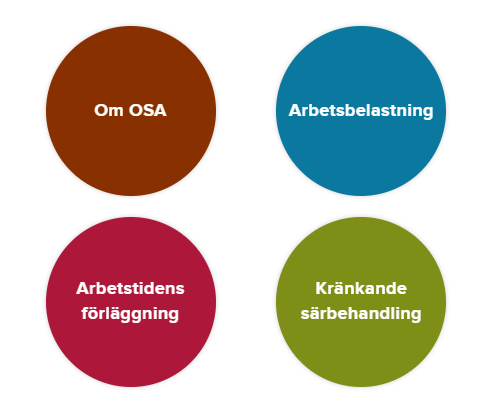 Om OSA
Arbetsbelastning
Arbetstidens
förläggning
Kränkande
särbehandling